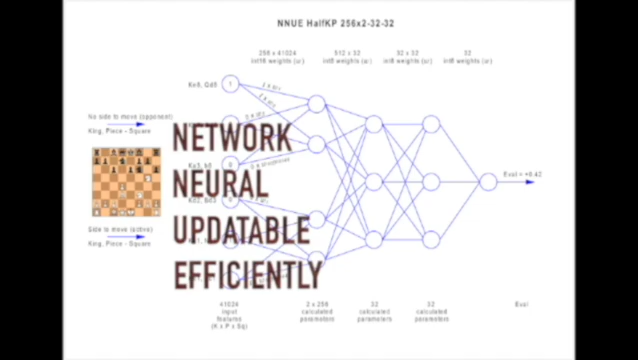 NNUE HalfKP 256x2-32-32
256 x 41024 512 x 32 32 x 32 32
int16 weights int8 weights int8 weights int8 weights
No side to move (opponent)
King, Piece - Square
NETWORK
NEURAL
UPDATABLE
EFFICIENTLY
Eval = +0.42
Side to move (active)
King, Piece - Square
41024 2 x 256 32 32 Eval
input calculated calculated calculated
features parameters parameters parameters
(K x P x Sq)